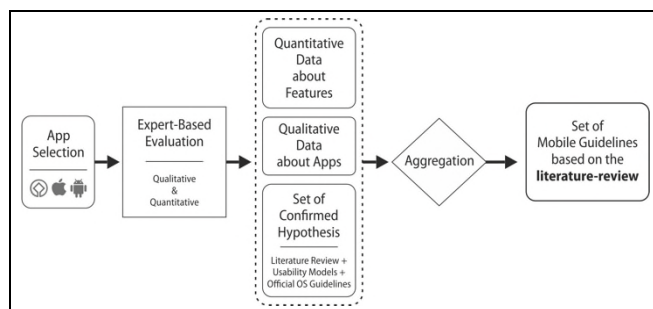 App
Selection
Expert-Based
Evaluation
Qualitative
&
Quantitative
Quantitative
Data
about
Features
Qualitative
Data
about Apps
Set of
Confirmed
Hypothesis
Literature Review +
Usability Models +
Official OS Guidelines
Aggregation
Set of
Mobile Guidelines
based on the
literature-review